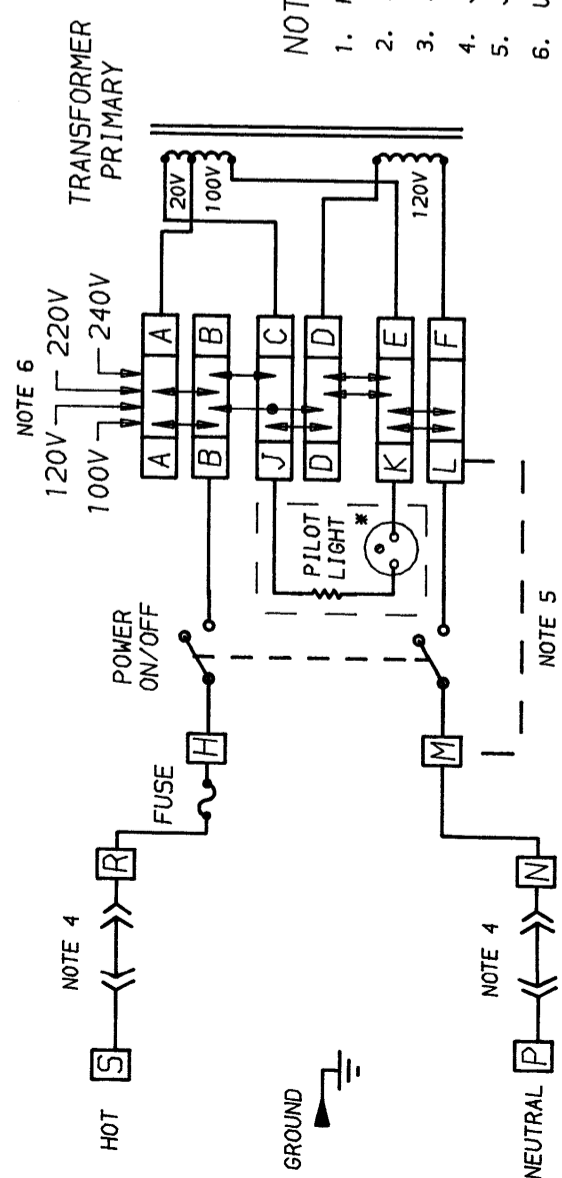 NOTE 6
120V
220V
100V
240V
TRANSFORMER
PRIMARY
20V
100V
120V
A A
B B
J C
D D
K E
L F
PILOT
LIGHT *
POWER
ON/OFF
H
FUSE
R
NOTE 4
S
HOT
GROUND
M
NOTE 5
N
NOTE 4
P
NEUTRAL
1.
2.
3.
4.
5.
6.